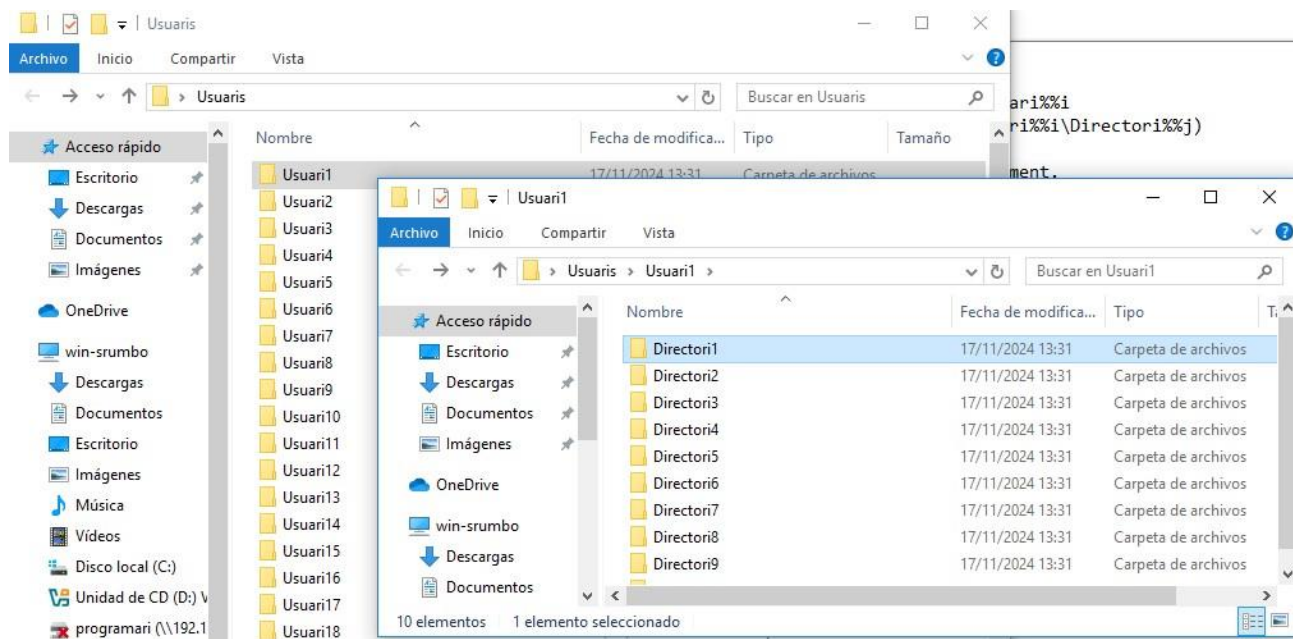 Usuaris
Archivo Inicio Compartir Vista
Usuaris
Buscar en Usuaris
Acceso rápido
Escritorio
Descargas
Documentos
Imágenes
OneDrive
win-srumbo
Descargas
Documentos
Escritorio
Imágenes
Música
Vídeos
Disco local (C:)
Unidad de CD (D:) V
programari (\\192.1
Nombre Fecha de modifica... Tipo Tamaño
Usuari1 17/11/2024 13:31 Carpeta de archivos
Usuari2
Usuari3
Usuari4
Usuari5
Usuari6
Usuari7
Usuari8
Usuari9
Usuari10
Usuari11
Usuari12
Usuari13
Usuari14
Usuari15
Usuari16
Usuari17
Usuari18
ari%%i
ri%%i\Directori%%j)
ment.
Usuari1
Archivo Inicio Compartir Vista
Usuaris Usuari1
Buscar en Usuari1
Acceso rápido
Escritorio
Descargas
Documentos
Imágenes
OneDrive
win-srumbo
Descargas
Documentos
Nombre Fecha de modifica... Tipo
Directori1 17/11/2024 13:31 Carpeta de archivos
Directori2 17/11/2024 13:31 Carpeta de archivos
Directori3 17/11/2024 13:31 Carpeta de archivos
Directori4 17/11/2024 13:31 Carpeta de archivos
Directori5 17/11/2024 13:31 Carpeta de archivos
Directori6 17/11/2024 13:31 Carpeta de archivos
Directori7 17/11/2024 13:31 Carpeta de archivos
Directori8 17/11/2024 13:31 Carpeta de archivos
Directori9 17/11/2024 13:31 Carpeta de archivos
10 elementos 1 elemento seleccionado